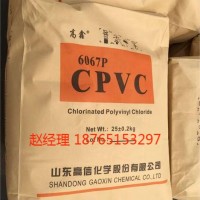 高鑫
6067P
CPVC
Chlorinated Polyvinyl Chloride
Net Wt.: 25±0.2kg
赵经理 18765153297
山东高信化学股份有限公司
SHANDONG GAOXIN CHEMICAL CO.,LTD